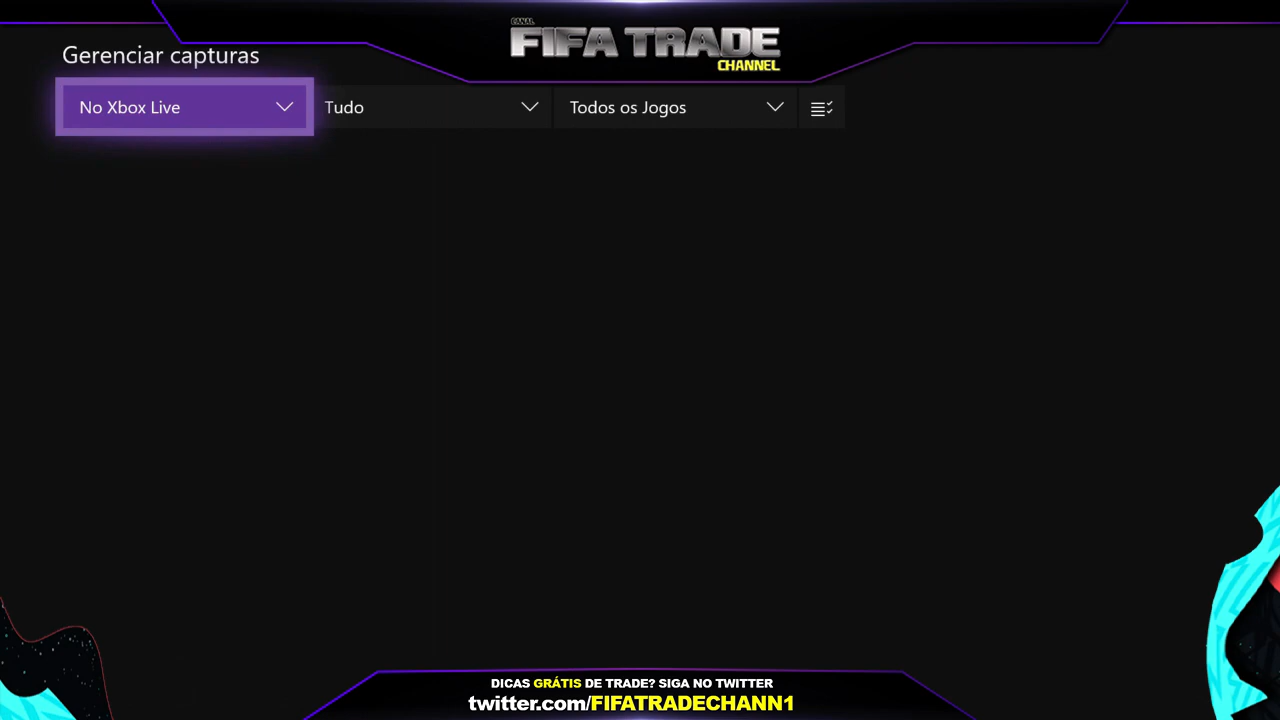 CANAL
FIFA TRADE
CHANNEL
Gerenciar capturas
No Xbox Live
Tudo
Todos os Jogos
DICAS GRÁTIS DE TRADE? SIGA NO TWITTER
twitter.com/FIFATRADECHANN1